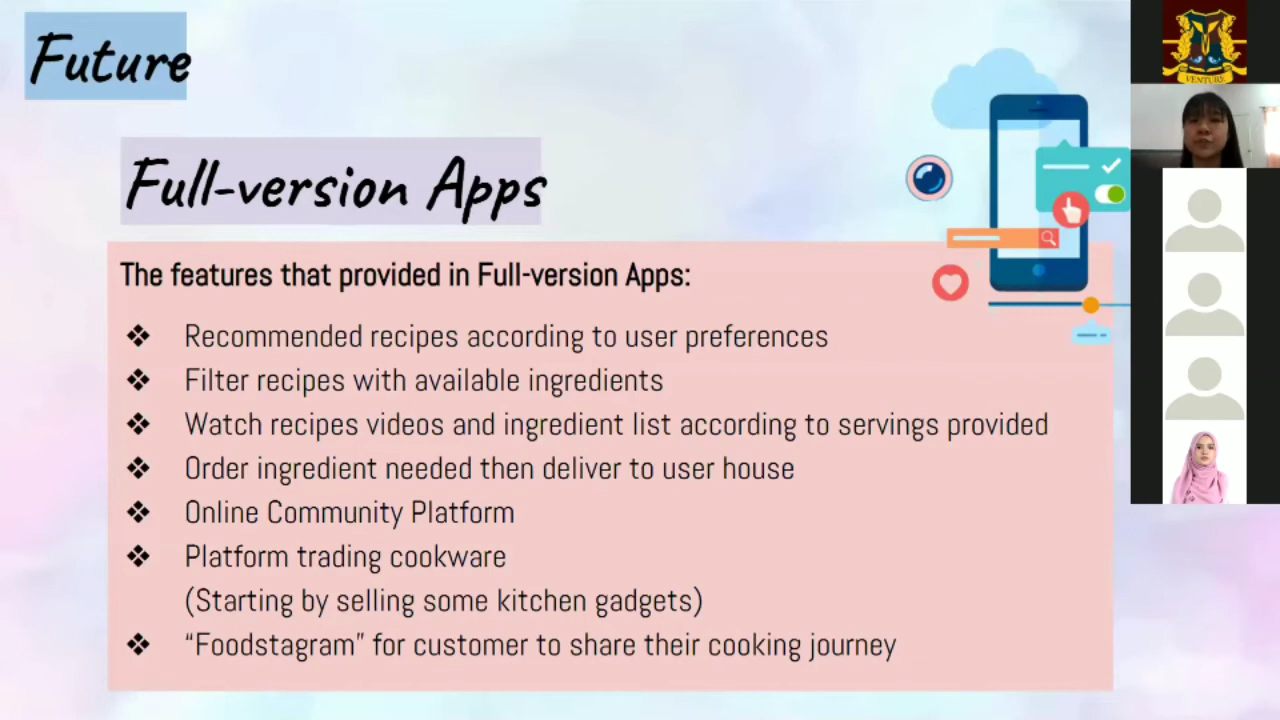 Future
Full-version Apps
The features that provided in Full-version Apps:
❖ Recommended recipes according to user preferences
❖ Filter recipes with available ingredients
❖ Watch recipes videos and ingredient list according to servings provided
❖ Order ingredient needed then deliver to user house
❖ Online Community Platform
❖ Platform trading cookware
(Starting by selling some kitchen gadgets)
❖ “Foodstagram” for customer to share their cooking journey
VENTURE